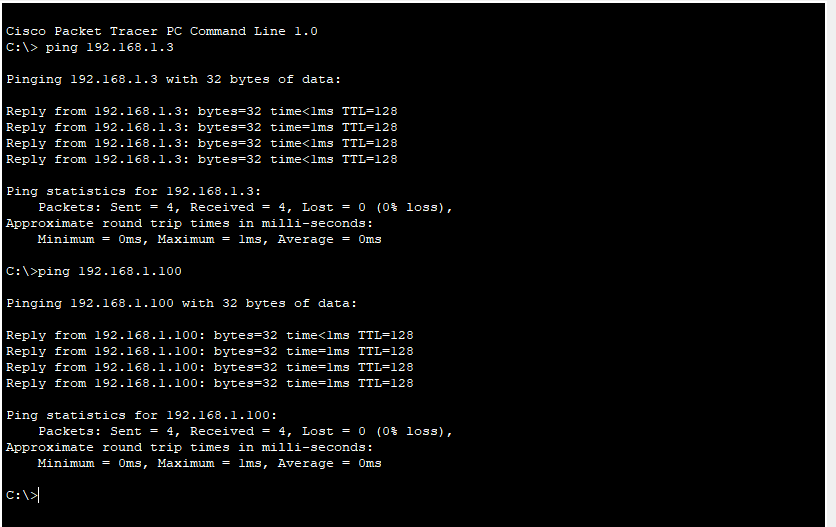 Cisco Packet Tracer PC Command Line 1.0
C:\> ping 192.168.1.3
Pinging 192.168.1.3 with 32 bytes of data:
Reply from 192.168.1.3: bytes=32 time<1ms TTL=128
Reply from 192.168.1.3: bytes=32 time=1ms TTL=128
Reply from 192.168.1.3: bytes=32 time<1ms TTL=128
Reply from 192.168.1.3: bytes=32 time<1ms TTL=128
Ping statistics for 192.168.1.3:
Packets: Sent = 4, Received = 4, Lost = 0 (0% loss),
Approximate round trip times in milli-seconds:
Minimum = 0ms, Maximum = 1ms, Average = 0ms
C:\>ping 192.168.1.100
Pinging 192.168.1.100 with 32 bytes of data:
Reply from 192.168.1.100: bytes=32 time<1ms TTL=128
Reply from 192.168.1.100: bytes=32 time=1ms TTL=128
Reply from 192.168.1.100: bytes=32 time=1ms TTL=128
Reply from 192.168.1.100: bytes=32 time=1ms TTL=128
Ping statistics for 192.168.1.100:
Packets: Sent = 4, Received = 4, Lost = 0 (0% loss),
Approximate round trip times in milli-seconds:
Minimum = 0ms, Maximum = 1ms, Average = 0ms
C:\>